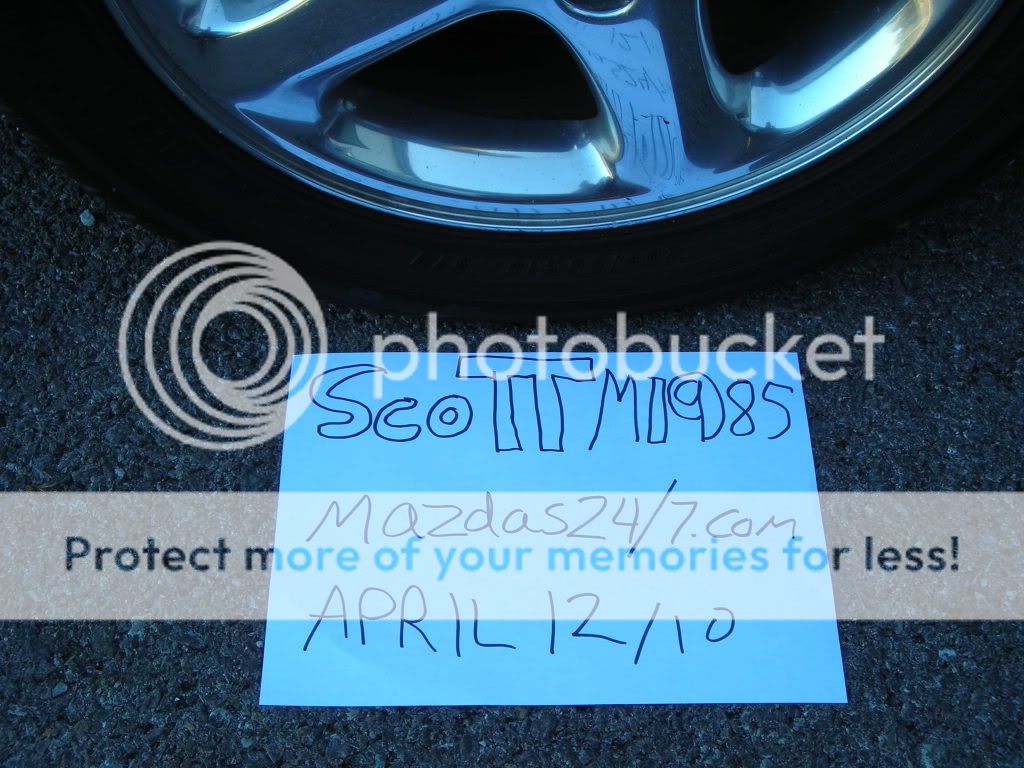 photobucket
ScoTTM1985
Mazdas24/7.com
Protect more of your memories for less!
APRIL 12/10